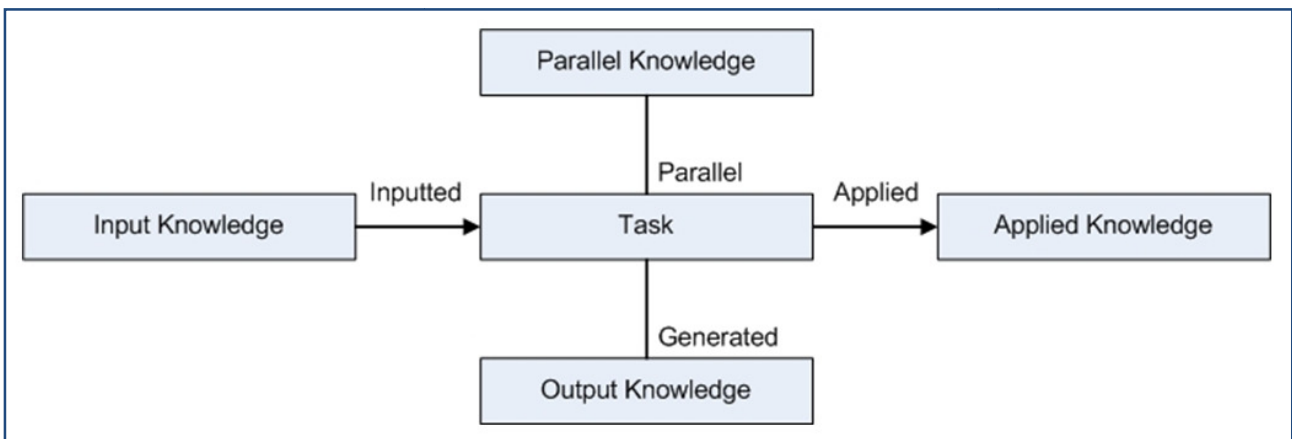 Parallel Knowledge
Parallel
Inputted
Applied
Input Knowledge
Task
Applied Knowledge
Generated
Output Knowledge